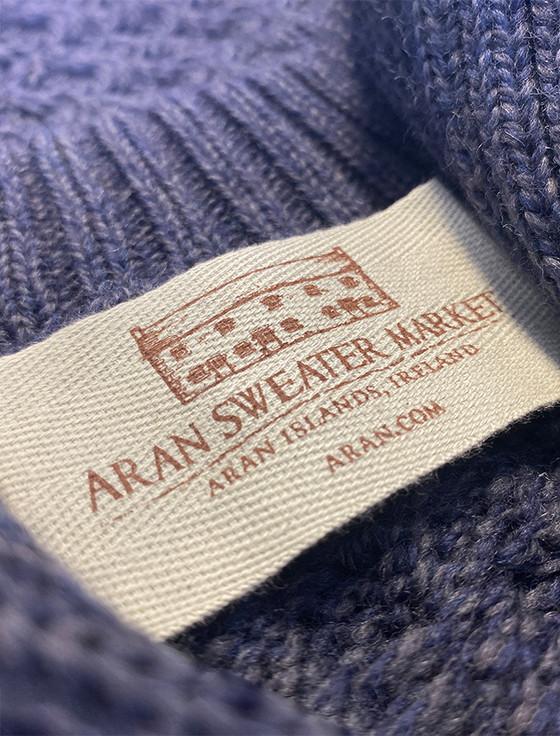 ARAN SWEATER MARKET
ARAN ISLANDS, IRELAND
ARAN.COM